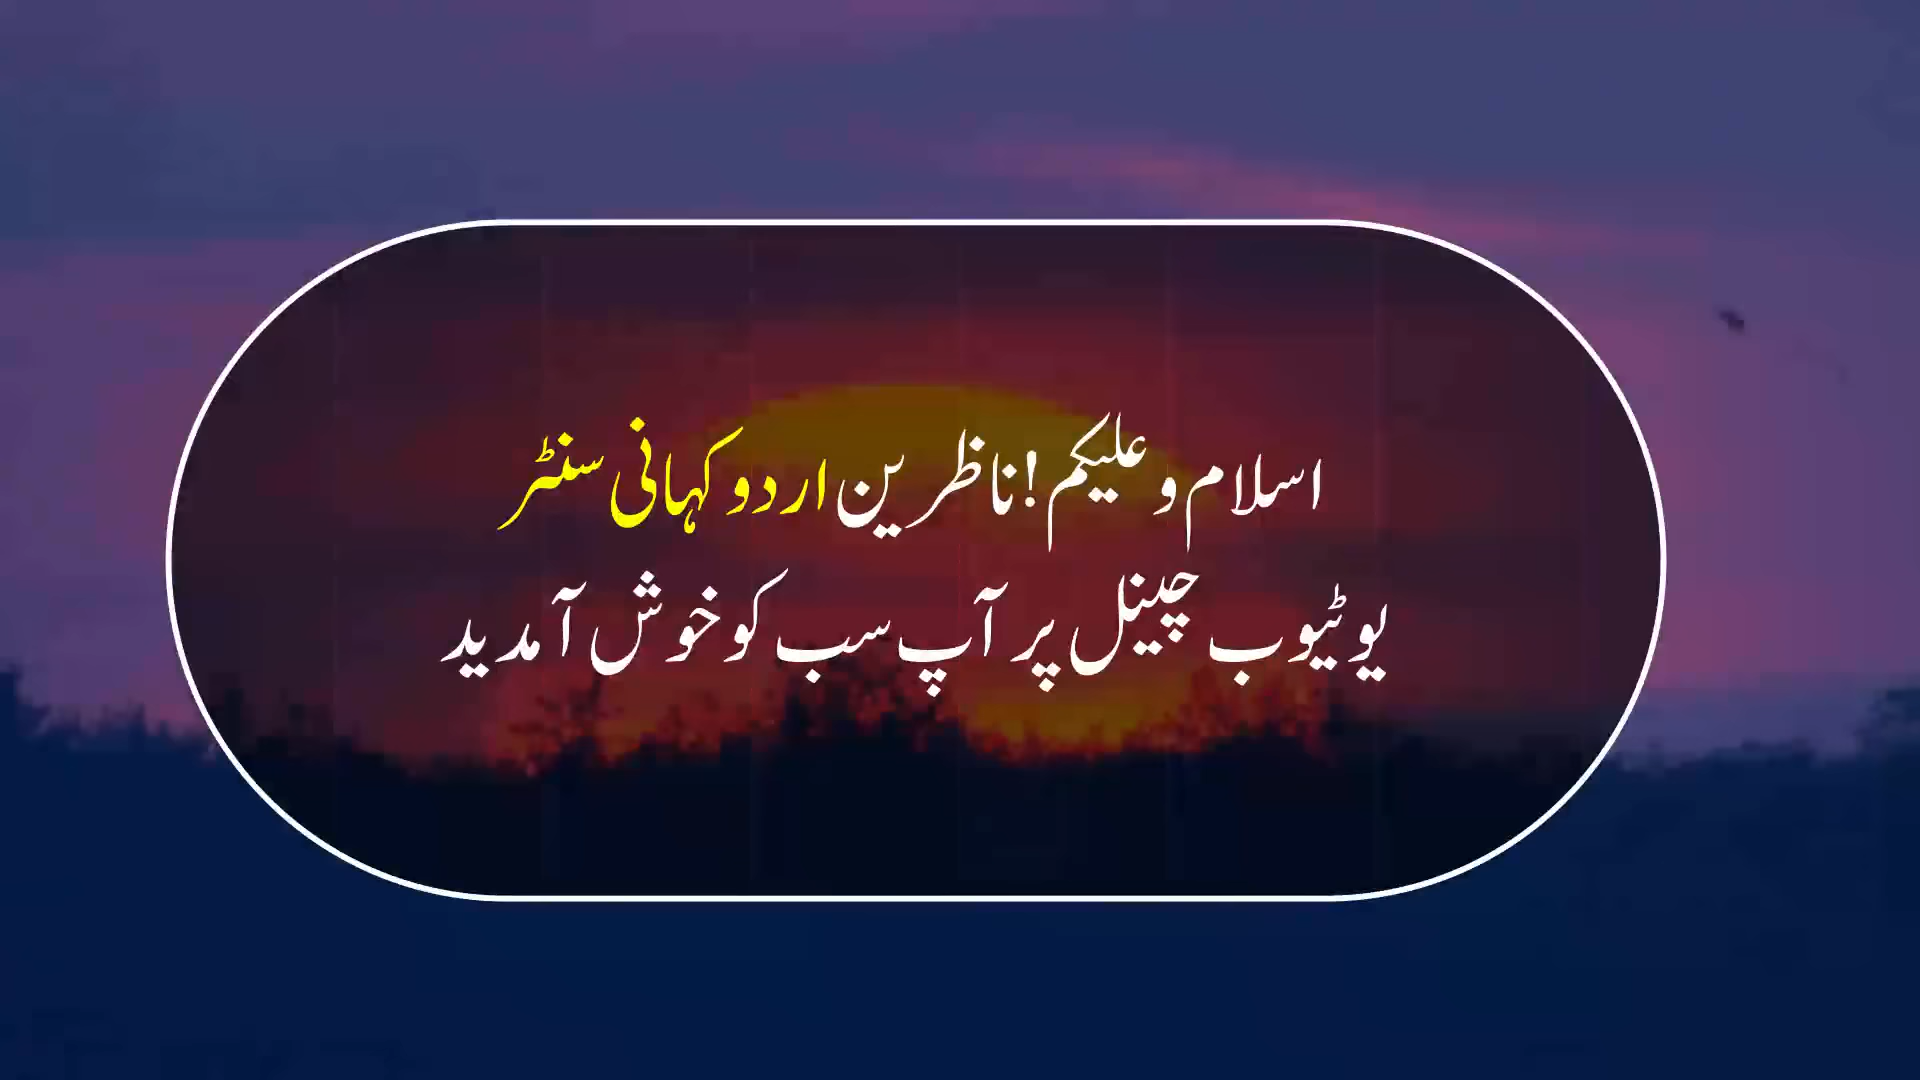 اسلام و علیکم ! ناظرین اردو کہانی سنٹر
یوٹیوب چینل پر آپ سب کو خوش آمدید